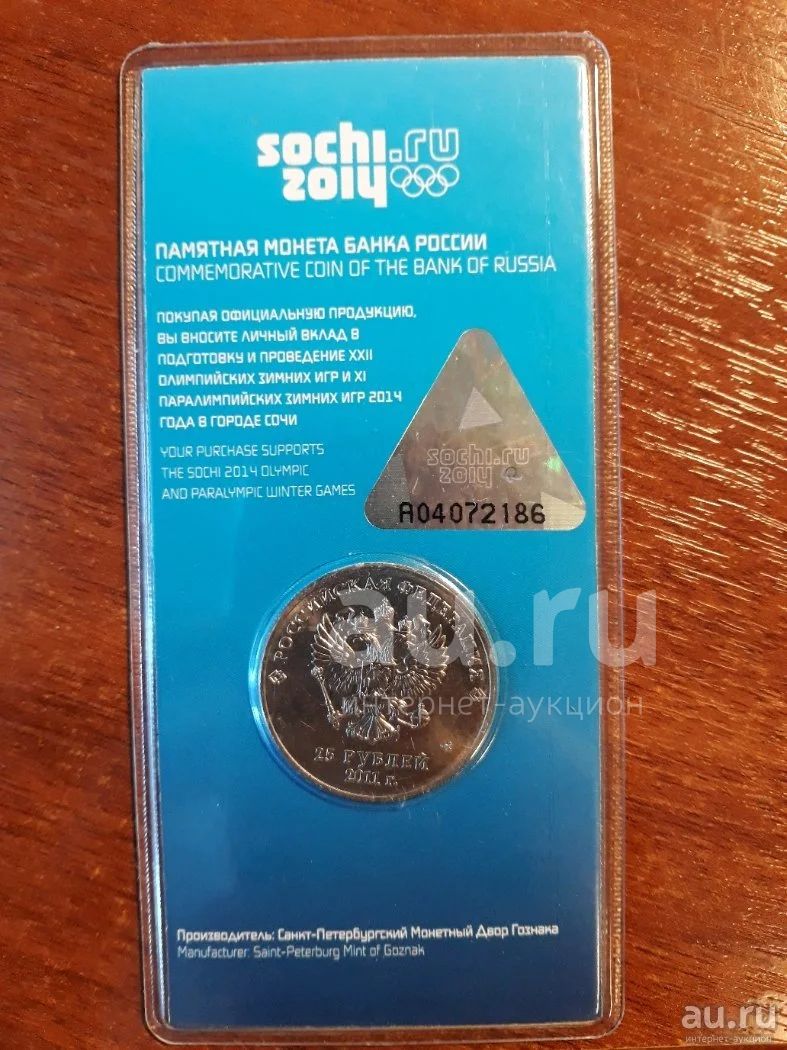 sochi.ru
2014
ПАМЯТНАЯ МОНЕТА БАНКА РОССИИ
COMMEMORATIVE COIN OF THE BANK OF RUSSIA
ПОКУПАЯ ОФИЦИАЛЬНУЮ ПРОДУКЦИЮ,
ВЫ ВНОСИТЕ ЛИЧНЫЙ ВКЛАД В
ПОДГОТОВКУ И ПРОВЕДЕНИЕ XXII
ОЛИМПИЙСКИХ ЗИМНИХ ИГР И XI
ПАРАЛИМПИЙСКИХ ЗИМНИХ ИГР 2014
ГОДА В ГОРОДЕ СОЧИ
YOUR PURCHASE SUPPORTS
THE SOCHI 2014 OLYMPIC
AND PARALYMPIC WINTER GAMES
sochi.ru
2014
A04072186
РОССИЙСКАЯ ФЕДЕРАЦИЯ
25 РУБЛЕЙ
2011 г.
au.ru
интернет-аукцион
Производитель: Санкт-Петербургский Монетный Двор Гознака
Manufacturer: Saint-Peterburg Mint of Goznak
au.ru
интернет-аукцион